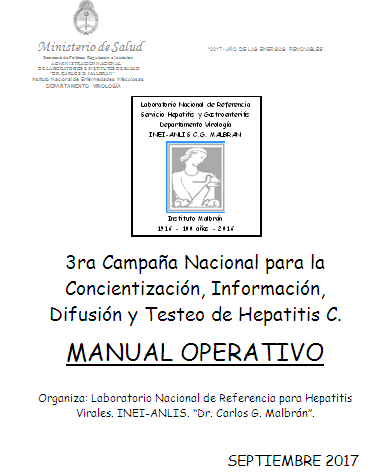 Ministerio de Salud
"2017 - AÑO DE LAS ENERGÍAS RENOVABLES".
Secretaría de Políticas, Regulación e Institutos
ADMINISTRACION NACIONAL
DE LABORATORIOS E INSTITUTOS DE SALUD
"DR. CARLOS G. MALBRAN"
Instituto Nacional de Enfermedades Infecciosas
DEPARTAMENTO VIROLOGÍA
Laboratorio Nacional de Referencia
Servicio Hepatitis y Gastroenteritis
Departamento Virología
INEI-ANLIS C.G. MALBRAN
Instituto Malbrán
1916 - 100 años - 2016
3ra Campaña Nacional para la
Concientización, Información,
Difusión y Testeo de Hepatitis C.
MANUAL OPERATIVO
Organiza: Laboratorio Nacional de Referencia para Hepatitis
Virales. INEI-ANLIS. "Dr. Carlos G. Malbrán".
SEPTIEMBRE 2017